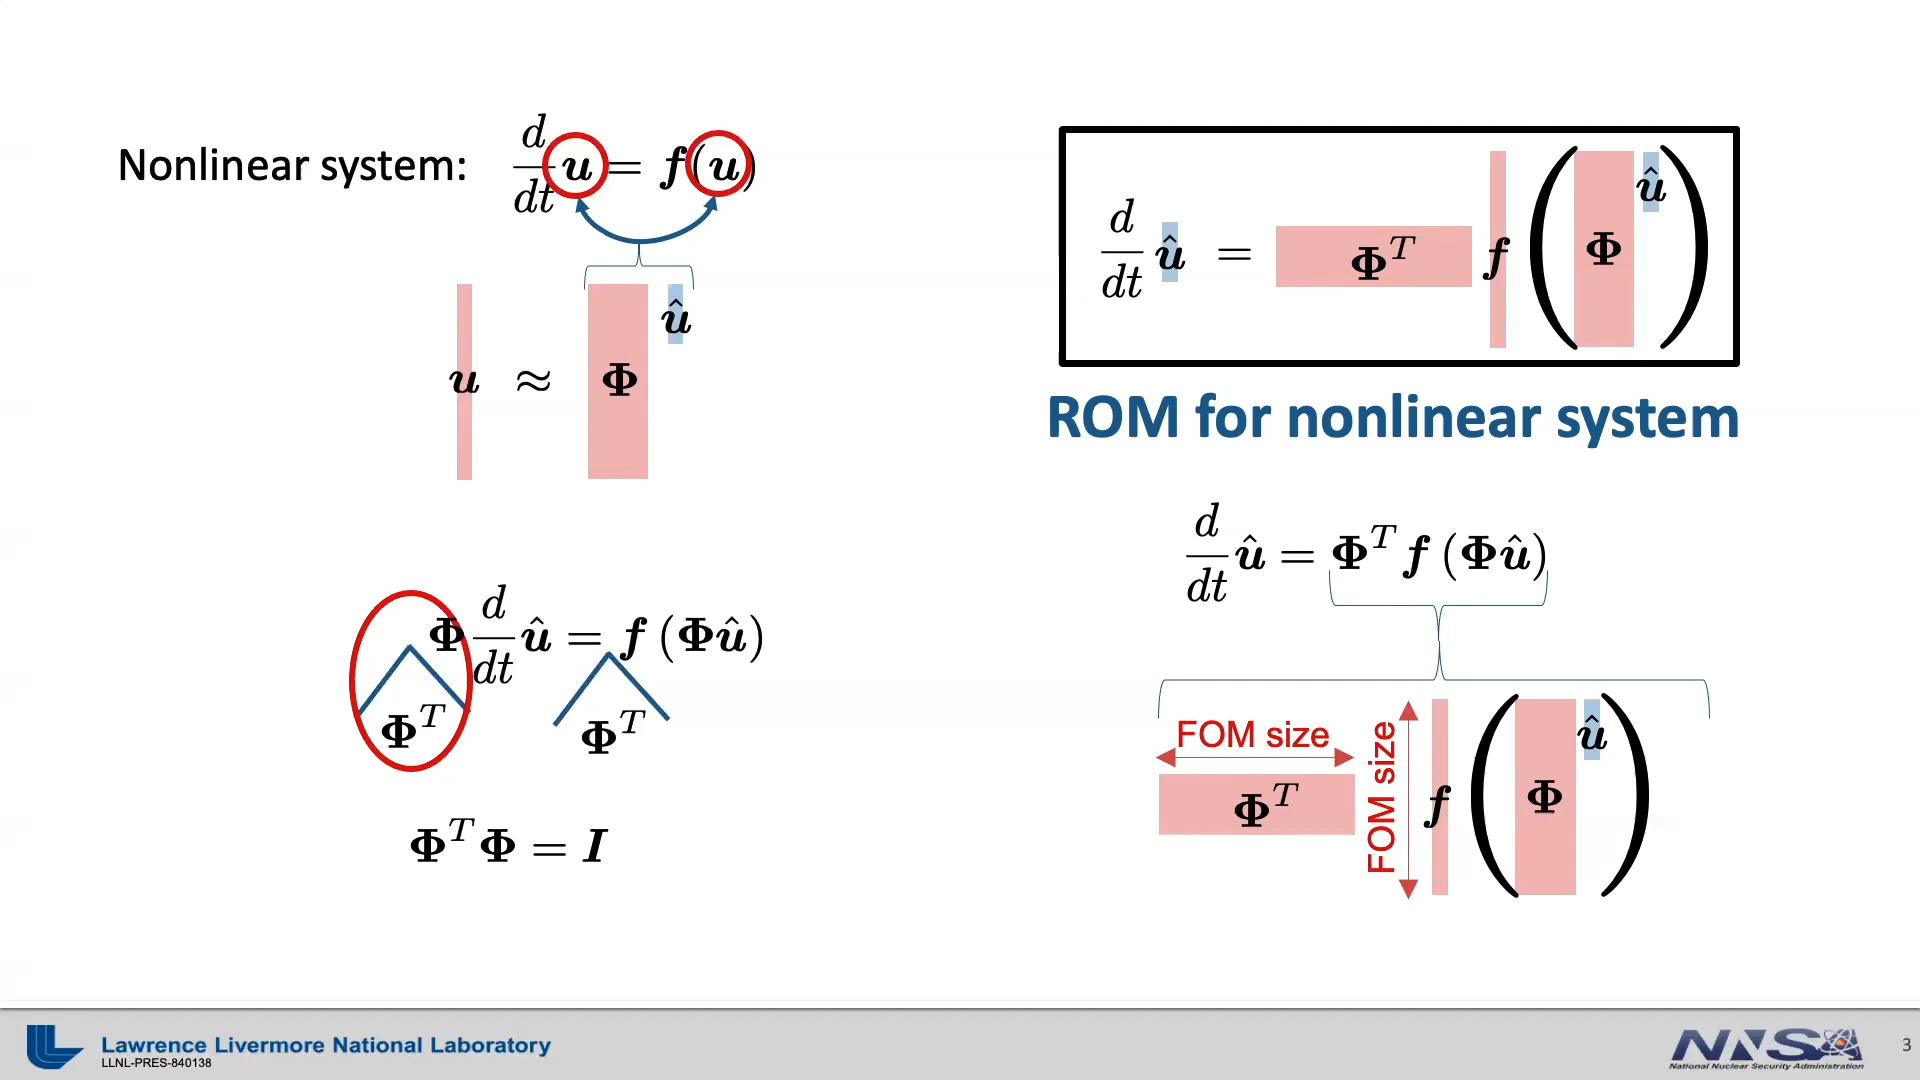 Nonlinear system: d/dt u = f(u)
u ≈ Φ û
Φ d/dt û = f (Φû)
Φ^T Φ^T
Φ^T Φ = I
d/dt û = Φ^T f ( Φ û )
ROM for nonlinear system
d/dt û = Φ^T f (Φû)
FOM size
FOM size
Φ^T f ( Φ û )
Lawrence Livermore National Laboratory
LLNL-PRES-840138
NNSA
National Nuclear Security Administration
3